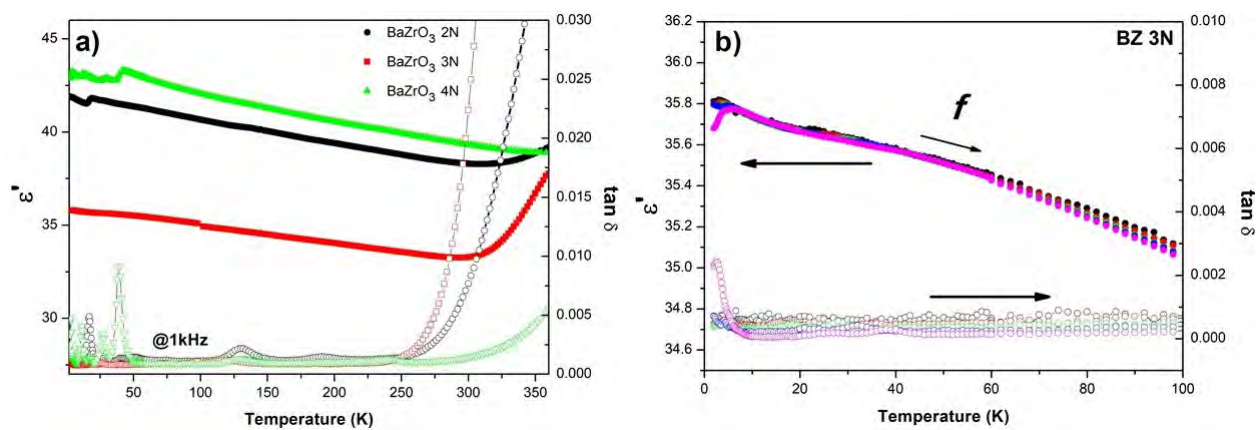 a)
BaZrO₃ 2N
BaZrO₃ 3N
BaZrO₃ 4N
@1kHz
45
40
35
30
ε'
0.030
0.025
0.020
0.015
0.010
0.005
0.000
tan δ
50 100 150 200 250 300 350
Temperature (K)
b)
BZ 3N
f
36.2
36.0
35.8
35.6
35.4
35.2
35.0
34.8
34.6
ε'
0.010
0.008
0.006
0.004
0.002
0.000
tan δ
0 20 40 60 80 100
Temperature (K)